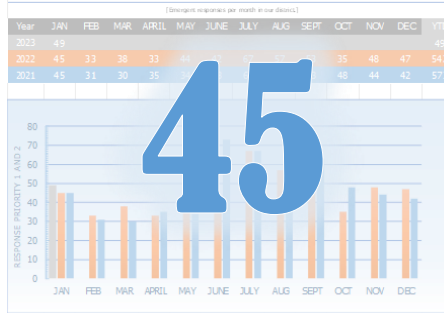 [Emergent responses per month in our district.]
Year JAN FEB MAR APRIL MAY JUNE JULY AUG SEPT OCT NOV DEC
2023 49 49
2022 45 33 38 33 35 48 47
2021 45 31 30 35 48 44 42
45
80
70
60
50
40
30
20
10
0
RESPONSE PRIORITY 1 AND 2
JAN FEB MAR APRIL MAY JUNE JULY AUG SEPT OCT NOV DEC